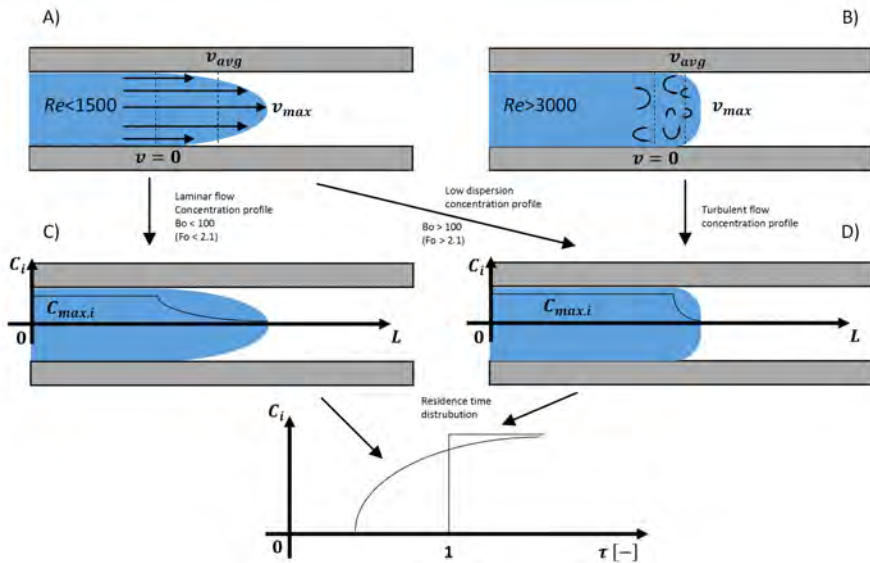 A)
B)
v_avg
v_avg
Re<1500
v_max
Re>3000
v_max
v = 0
v = 0
Laminar flow
Concentration profile
Bo < 100
(Fo < 2.1)
Low dispersion
concentration profile
Bo > 100
(Fo > 2.1)
Turbulent flow
concentration profile
C)
D)
C_i
C_i
C_max,i
C_max,i
0
L
0
L
Residence time
distrubution
C_i
0
1
τ [−]